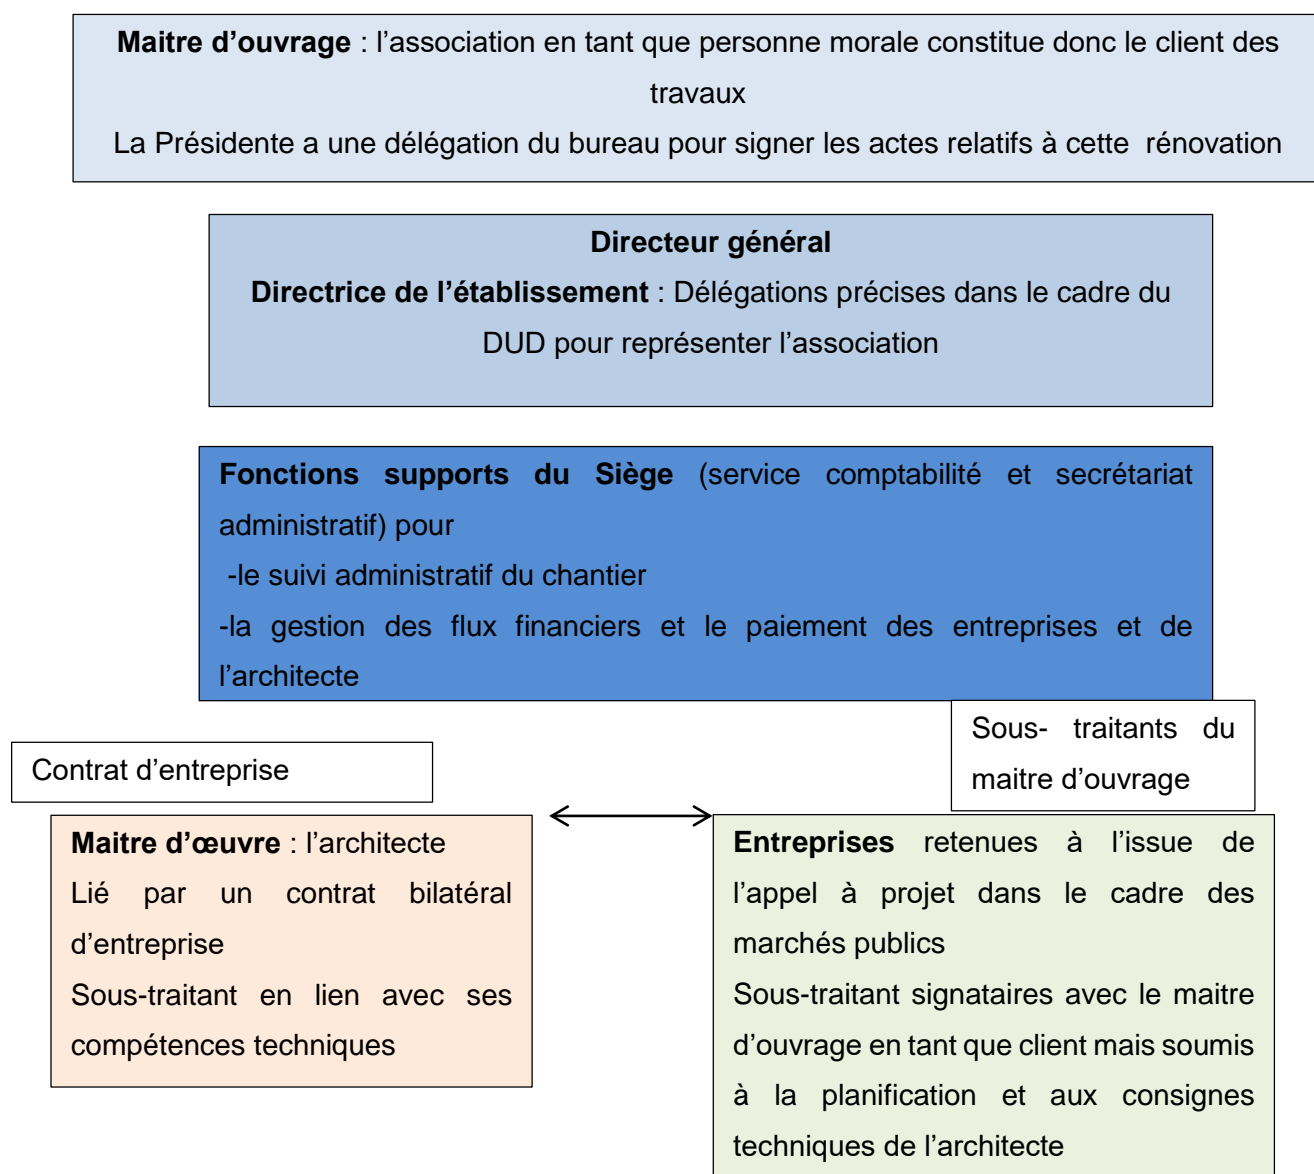 Maitre d’ouvrage : l’association en tant que personne morale constitue donc le client des
travaux
La Présidente a une délégation du bureau pour signer les actes relatifs à cette rénovation
Directeur général
Directrice de l’établissement : Délégations précises dans le cadre du
DUD pour représenter l’association
Fonctions supports du Siège (service comptabilité et secrétariat
administratif) pour
-le suivi administratif du chantier
-la gestion des flux financiers et le paiement des entreprises et de
l’architecte
Sous- traitants du
maitre d’ouvrage
Contrat d’entreprise
Maitre d’œuvre : l’architecte
Lié par un contrat bilatéral
d’entreprise
Sous-traitant en lien avec ses
compétences techniques
Entreprises retenues à l’issue de
l’appel à projet dans le cadre des
marchés publics
Sous-traitant signataires avec le maitre
d’ouvrage en tant que client mais soumis
à la planification et aux consignes
techniques de l’architecte